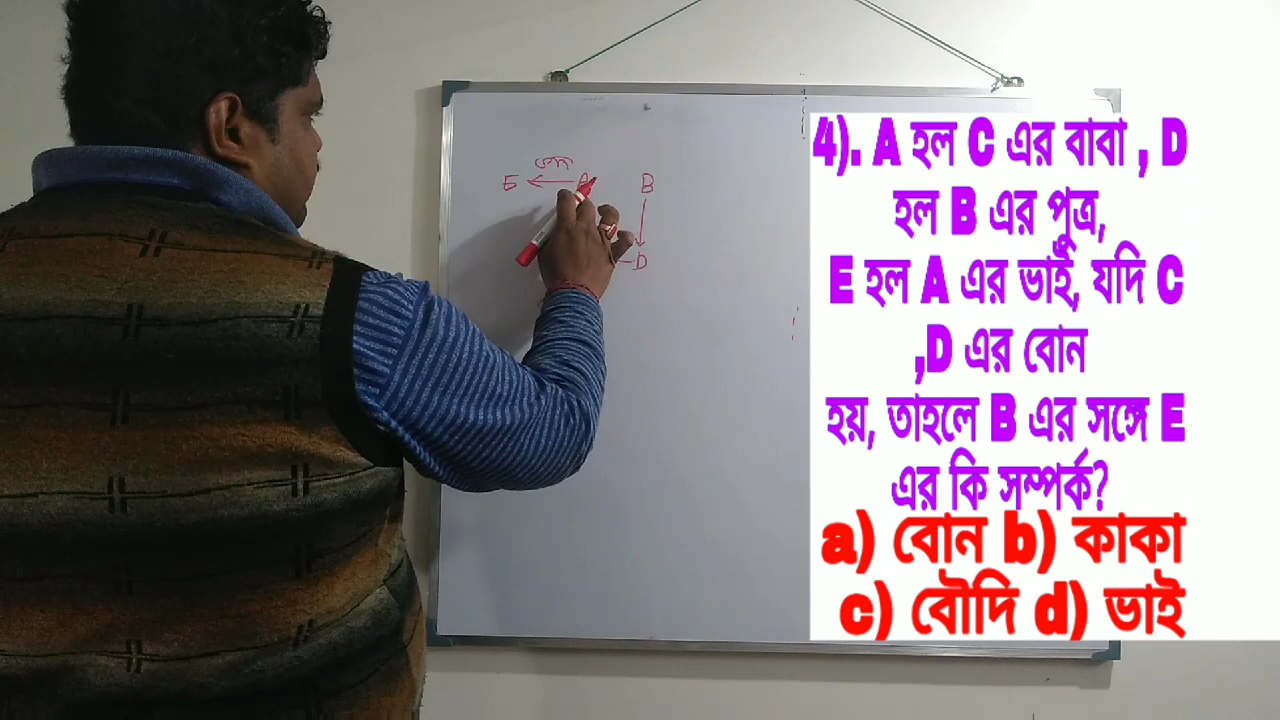 4). A হল C এর বাবা , D
হল B এর পুত্র,
E হল A এর ভাই, যদি C
,D এর বোন
হয়, তাহলে B এর সঙ্গে E
এর কি সম্পর্ক?
a) বোন b) কাকা
c) বৌদি d) ভাই
E
B
D